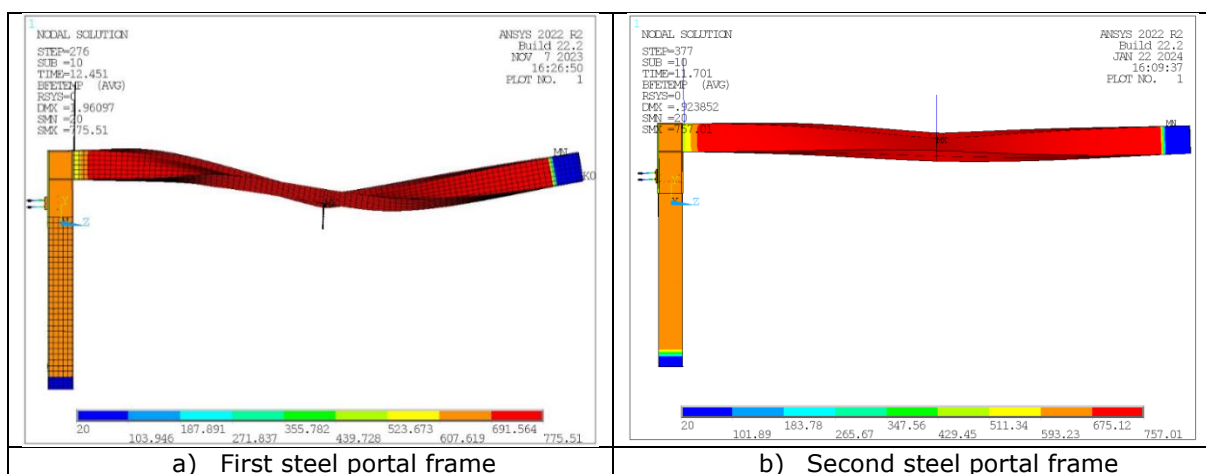 1
NODAL SOLUTION
STEP=276
SUB =10
TIME=12.451
BFETEMP (AVG)
RSYS=0
DMX =1.96097
SMN =20
SMX =775.51
ANSYS 2022 R2
Build 22.2
NOV 7 2023
16:26:50
PLOT NO. 1
MN
Y
Z
20 187.891 355.782 523.673 691.564
103.946 271.837 439.728 607.619 775.51
a) First steel portal frame
1
NODAL SOLUTION
STEP=377
SUB =10
TIME=11.701
BFETEMP (AVG)
RSYS=0
DMX =.923852
SMN =20
SMX =757.01
ANSYS 2022 R2
Build 22.2
JAN 22 2024
16:09:37
PLOT NO. 1
MN
MX
Y
X
Z
20 183.78 347.56 511.34 675.12
101.89 265.67 429.45 593.23 757.01
b) Second steel portal frame